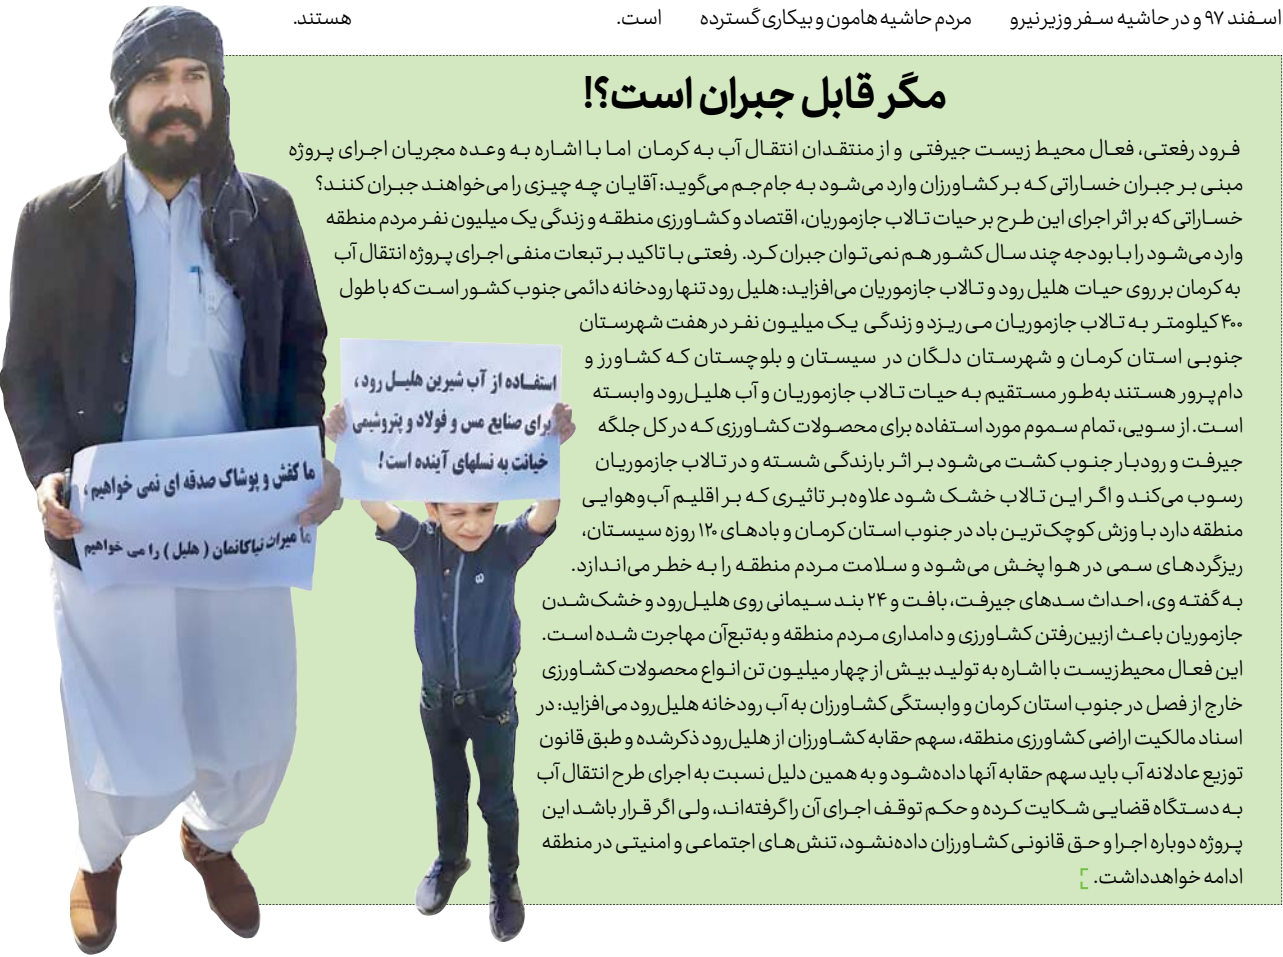 اسفند ۹۷ و در حاشیه سفر وزیر نیرو
مردم حاشیه هامون و بیکاری گسترده
است.
هستند.
مگر قابل جبران است؟!
فرود رفعتی، فعال محیط زیست جیرفتی و از منتقدان انتقال آب به کرمان اما با اشاره به وعده مجریان اجرای پروژه
مبنی بر جبران خساراتی که بر کشاورزان وارد می‌شود به جام‌جم می‌گوید: آقایان چه چیزی را می‌خواهند جبران کنند؟
خساراتی که بر اثر اجرای این طرح بر حیات تالاب جازموریان، اقتصاد و کشاورزی منطقه و زندگی یک میلیون نفر مردم منطقه
وارد می‌شود را با بودجه چند سال کشور هم نمی‌توان جبران کرد. رفعتی با تاکید بر تبعات منفی اجرای پروژه انتقال آب
به کرمان بر روی حیات هلیل رود و تالاب جازموریان می‌افزاید: هلیل رود تنها رودخانه دائمی جنوب کشور است که با طول
۴۰۰ کیلومتر به تالاب جازموریان می ریزد و زندگی یک میلیون نفر در هفت شهرستان
جنوبی استان کرمان و شهرستان دلگان در سیستان و بلوچستان که کشاورز و
دام‌پرور هستند به‌طور مستقیم به حیات تالاب جازموریان و آب هلیل‌رود وابسته
است. از سویی، تمام سموم مورد استفاده برای محصولات کشاورزی که در کل جلگه
جیرفت و رودبار جنوب کشت می‌شود بر اثر بارندگی شسته و در تالاب جازموریان
رسوب می‌کند و اگر این تالاب خشک شود علاوه‌بر تاثیری که بر اقلیم آب‌وهوایی
منطقه دارد با وزش کوچک‌ترین باد در جنوب استان کرمان و بادهای ۱۲۰ روزه سیستان،
ریزگردهای سمی در هوا پخش می‌شود و سلامت مردم منطقه را به خطر می‌اندازد.
به گفته وی، احداث سدهای جیرفت، بافت و ۲۴ بند سیمانی روی هلیل‌رود و خشک‌شدن
جازموریان باعث ازبین‌رفتن کشاورزی و دامداری مردم منطقه و به‌تبع‌آن مهاجرت شده است.
این فعال محیط‌زیست با اشاره به تولید بیش از چهار میلیون تن انواع محصولات کشاورزی
خارج از فصل در جنوب استان کرمان و وابستگی کشاورزان به آب رودخانه هلیل‌رود می‌افزاید: در
اسناد مالکیت اراضی کشاورزی منطقه، سهم حقابه کشاورزان از هلیل‌رود ذکرشده و طبق قانون
توزیع عادلانه آب باید سهم حقابه آنها داده‌شود و به همین دلیل نسبت به اجرای طرح انتقال آب
به دستگاه قضایی شکایت کرده و حکم توقف اجرای آن را گرفته‌اند، ولی اگر قرار باشد این
پروژه دوباره اجرا و حق قانونی کشاورزان داده‌نشود، تنش‌های اجتماعی و امنیتی در منطقه
ادامه خواهدداشت.
استفاده از آب شیرین هلیل رود ،
برای صنایع مس و فولاد و پتروشیمی
خیانت به نسلهای آینده است !
ما کفش و پوشاک صدقه ای نمی خواهیم ،
ما میراث نیاکانمان ( هلیل ) را می خواهیم